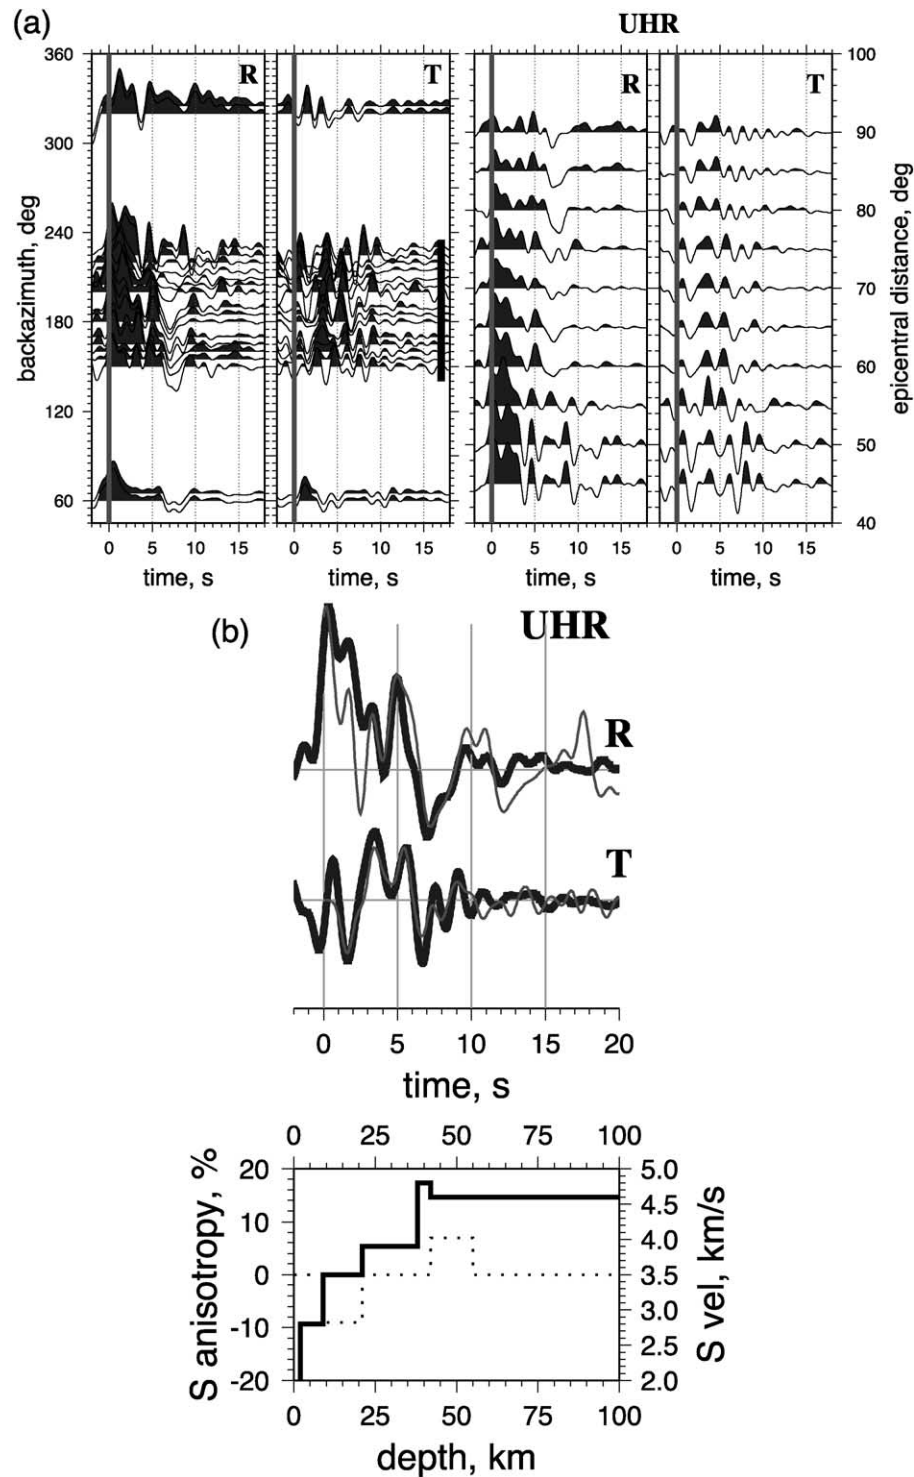 (a)
UHR
360
300
240
180
120
60
backazimuth, deg
R
T
R
T
100
90
80
70
60
50
40
epicentral distance, deg
0 5 10 15
0 5 10 15
0 5 10 15
0 5 10 15
time, s
time, s
time, s
time, s
(b)
UHR
R
T
0 5 10 15 20
time, s
0 25 50 75 100
20
10
0
-10
-20
S anisotropy, %
5.0
4.5
4.0
3.5
3.0
2.5
2.0
S vel, km/s
0 25 50 75 100
depth, km